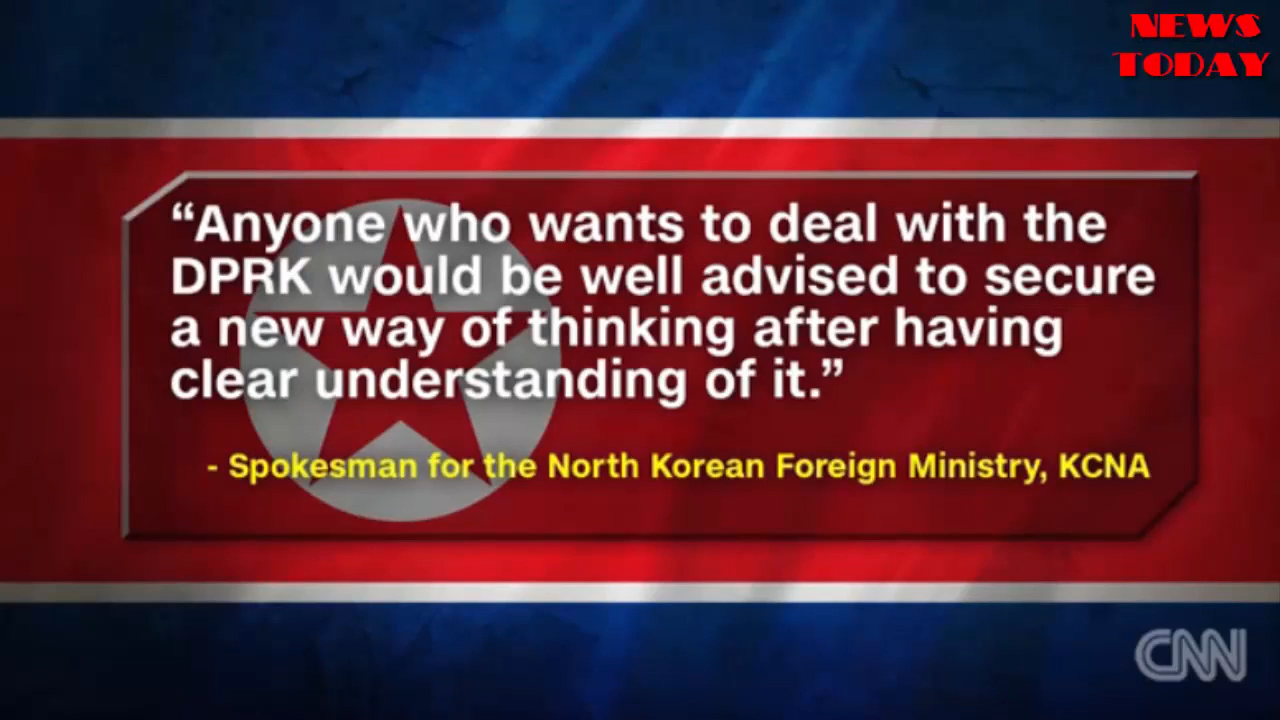 NEWS
TODAY
“Anyone who wants to deal with the
DPRK would be well advised to secure
a new way of thinking after having
clear understanding of it.”
- Spokesman for the North Korean Foreign Ministry, KCNA
CNN